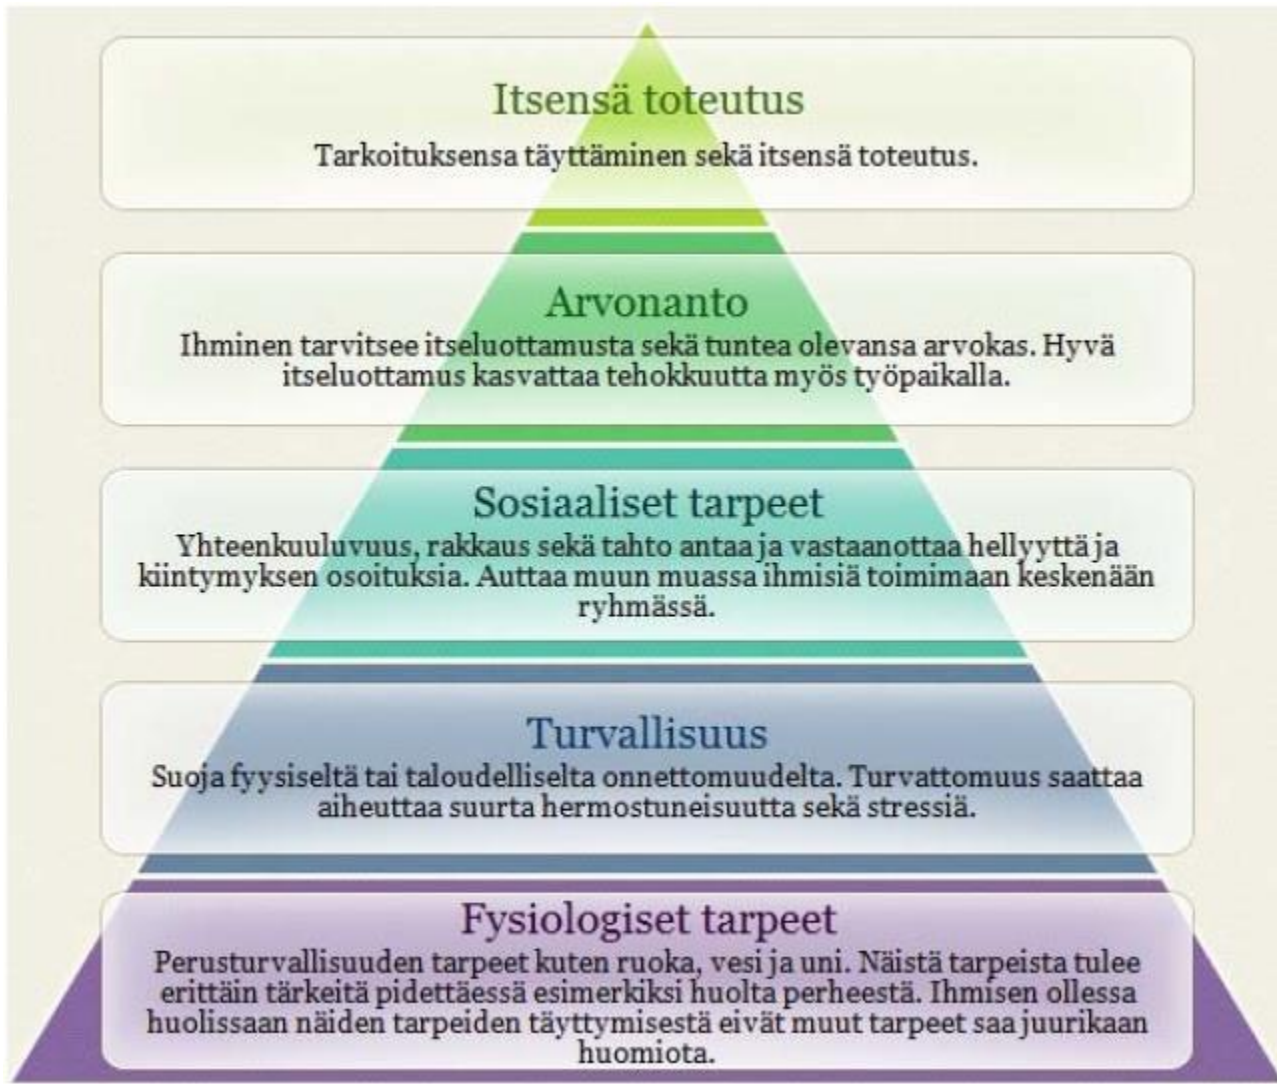 Itsensä toteutus
Tarkoituksensa täyttäminen sekä itsensä toteutus.
Arvonanto
Ihminen tarvitsee itseluottamusta sekä tuntea olevansa arvokas. Hyvä
itseluottamus kasvattaa tehokkuutta myös työpaikalla.
Sosiaaliset tarpeet
Yhteenkuuluvuus, rakkaus sekä tahto antaa ja vastaanottaa hellyyttä ja
kiintymyksen osoituksia. Auttaa muun muassa ihmisiä toimimaan keskenään
ryhmässä.
Turvallisuus
Suoja fyysiseltä tai taloudelliselta onnettomuudelta. Turvattomuus saattaa
aiheuttaa suurta hermostuneisuutta sekä stressiä.
Fysiologiset tarpeet
Perusturvallisuuden tarpeet kuten ruoka, vesi ja uni. Näistä tarpeista tulee
erittäin tärkeitä pidettäessä esimerkiksi huolta perheestä. Ihmisen ollessa
huolissaan näiden tarpeiden täyttymisestä eivät muut tarpeet saa juurikaan
huomiota.